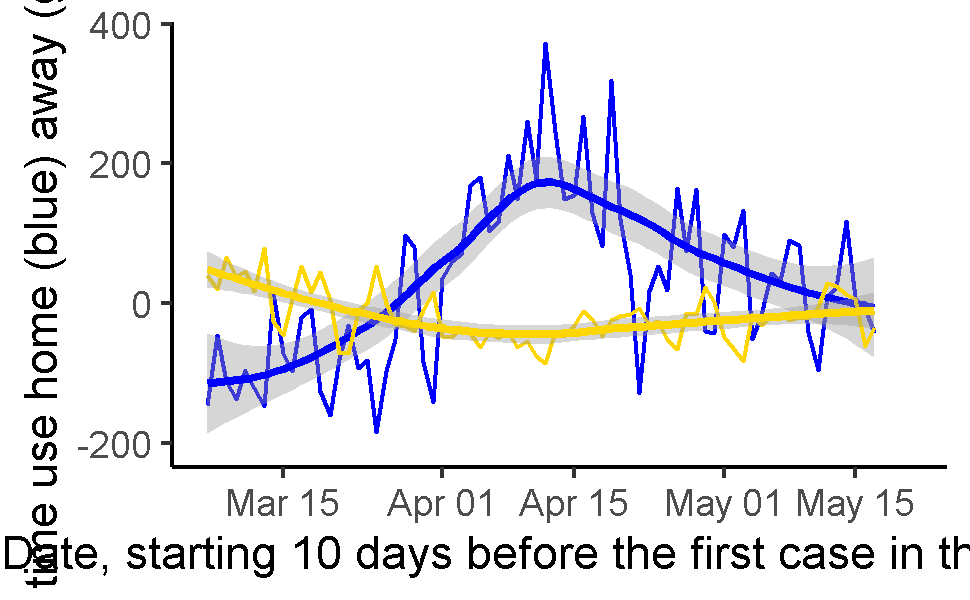 time use home (blue) away (
400
200
0
-200
Mar 15
Apr 01
Apr 15
May 01
May 15
Date, starting 10 days before the first case in th